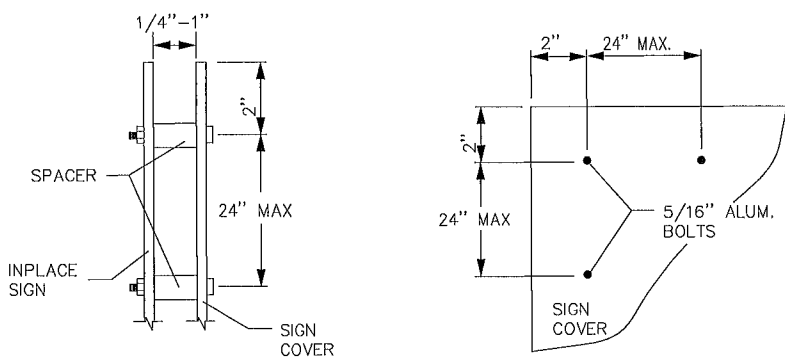 1/4"-1"
2"
SPACER
24" MAX
INPLACE
SIGN
SIGN
COVER
2"
24" MAX.
2"
24" MAX
5/16" ALUM.
BOLTS
SIGN
COVER